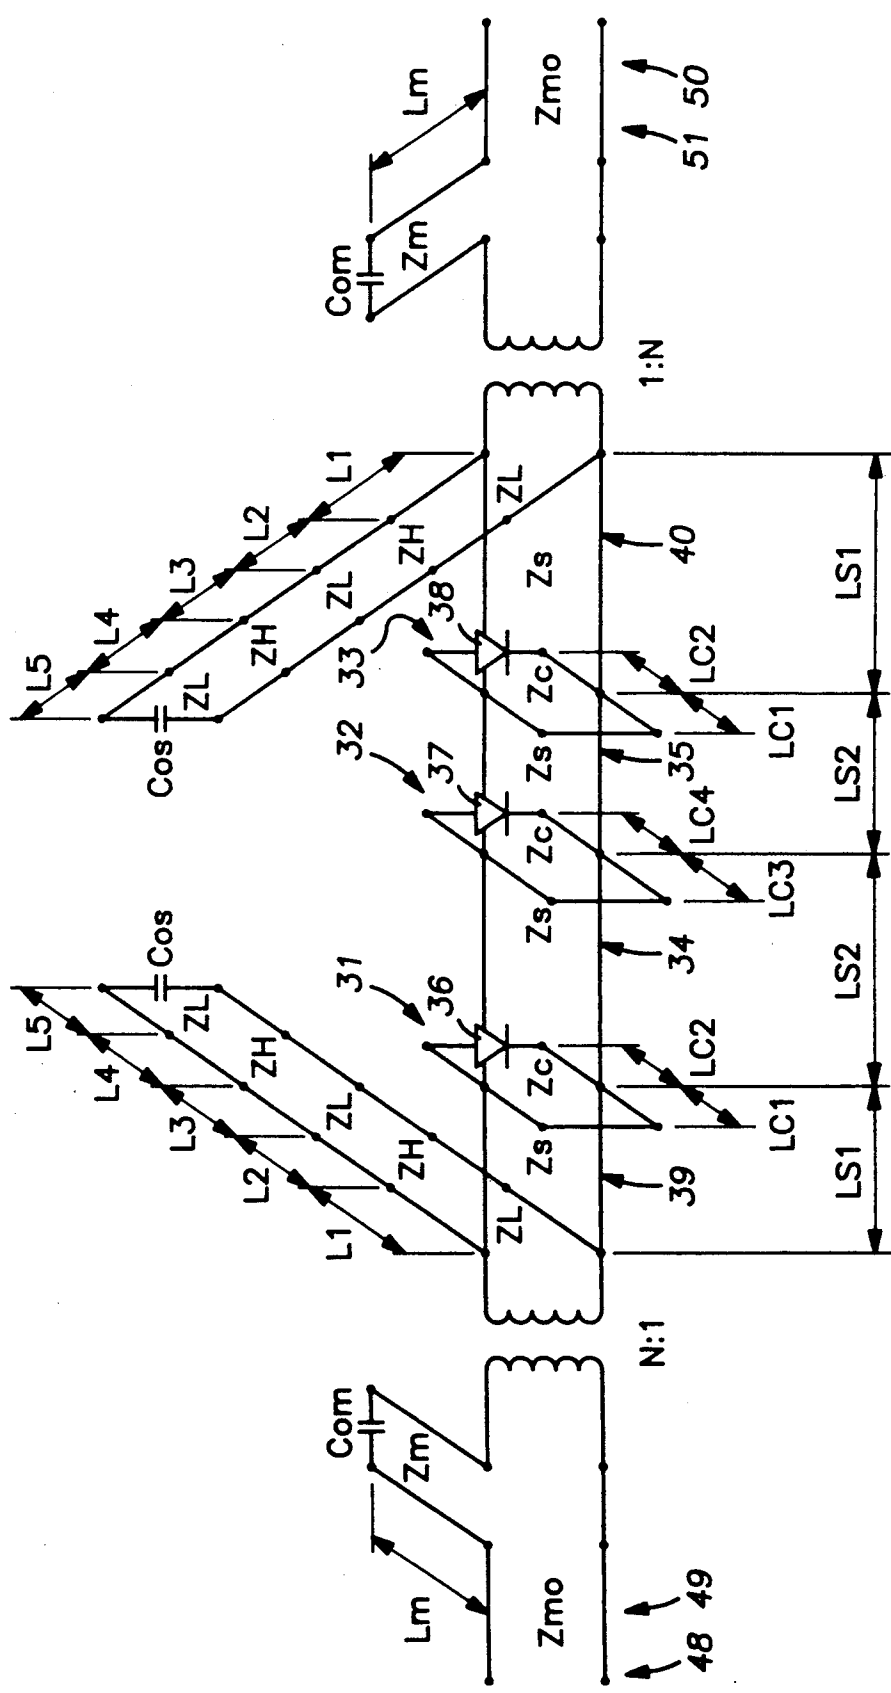 L5
L5
L4
L4
Cos
Cos
L3
L3
ZL
ZL
L2
L2
ZH
ZH
Com
L1
ZL
31
32
33
ZL
L1
Com
Lm
Zm
ZH
ZH
Zm
Lm
36
37
38
ZL
ZL
Zmo
Zs
Zc
Zs
Zc
Zs
Zc
Zs
Zmo
N:1
1:N
48
49
39
LC2
34
LC4
35
LC2
40
51
50
LC1
LC3
LC1
LS1
LS2
LS2
LS1